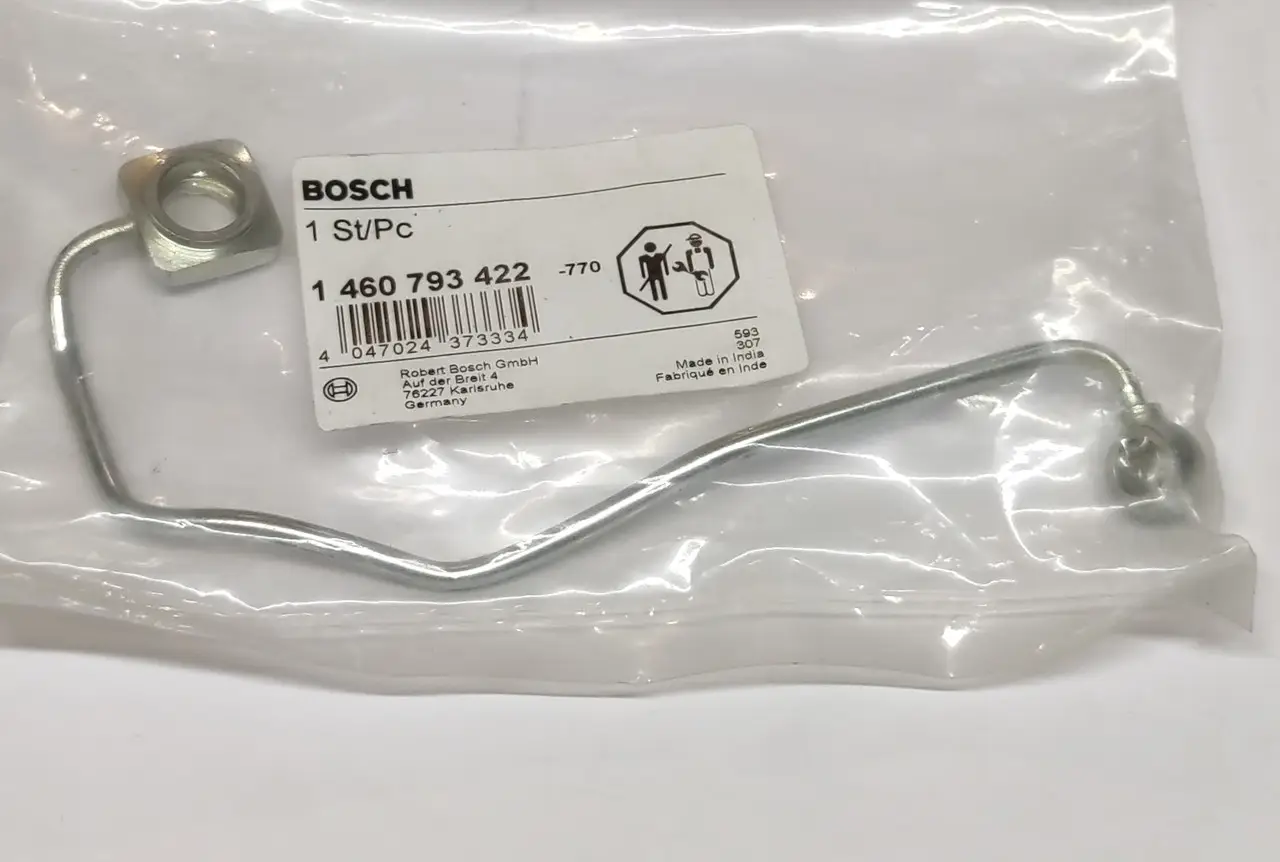 BOSCH
1 St/Pc
1 460 793 422 -770
4 047024 373334
Robert Bosch GmbH
Auf der Breit 4
76227 Karlsruhe
Germany
593
307
Made in India
Fabriqué en Inde